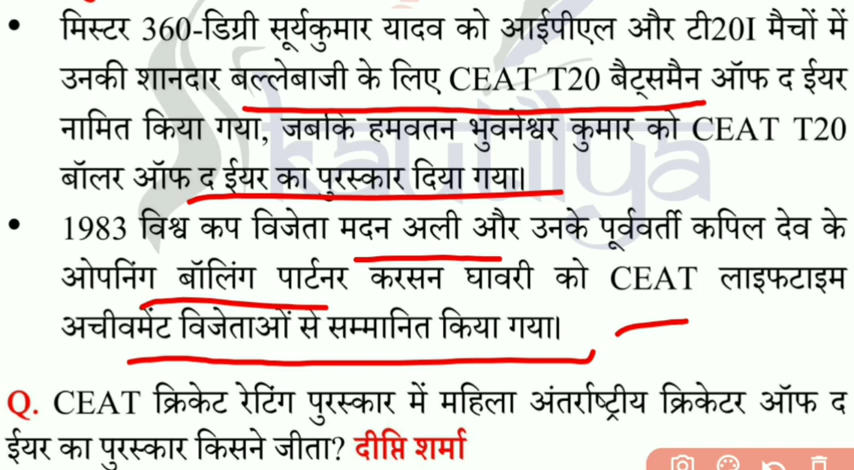 • मिस्टर 360-डिग्री सूर्यकुमार यादव को आईपीएल और टी20I मैचों में
उनकी शानदार बल्लेबाजी के लिए CEAT T20 बैट्समैन ऑफ द ईयर
नामित किया गया, जबकि हमवतन भुवनेश्वर कुमार को CEAT T20
बॉलर ऑफ द ईयर का पुरस्कार दिया गया।
• 1983 विश्व कप विजेता मदन अली और उनके पूर्ववर्ती कपिल देव के
ओपनिंग बॉलिंग पार्टनर करसन घावरी को CEAT लाइफटाइम
अचीवमेंट विजेताओं से सम्मानित किया गया।
Q. CEAT क्रिकेट रेटिंग पुरस्कार में महिला अंतर्राष्ट्रीय क्रिकेटर ऑफ द
ईयर का पुरस्कार किसने जीता? दीप्ति शर्मा
kautilya